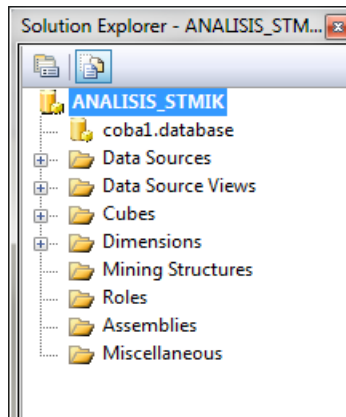 Solution Explorer - ANALISIS_STM...
ANALISIS_STMIK
coba1.database
Data Sources
Data Source Views
Cubes
Dimensions
Mining Structures
Roles
Assemblies
Miscellaneous